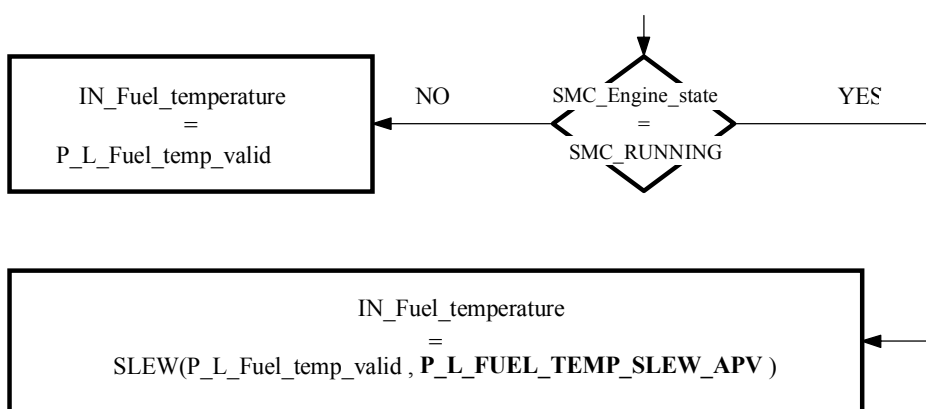 IN_Fuel_temperature
=
P_L_Fuel_temp_valid
NO
SMC_Engine_state
=
SMC_RUNNING
YES
IN_Fuel_temperature
=
SLEW(P_L_Fuel_temp_valid , P_L_FUEL_TEMP_SLEW_APV )